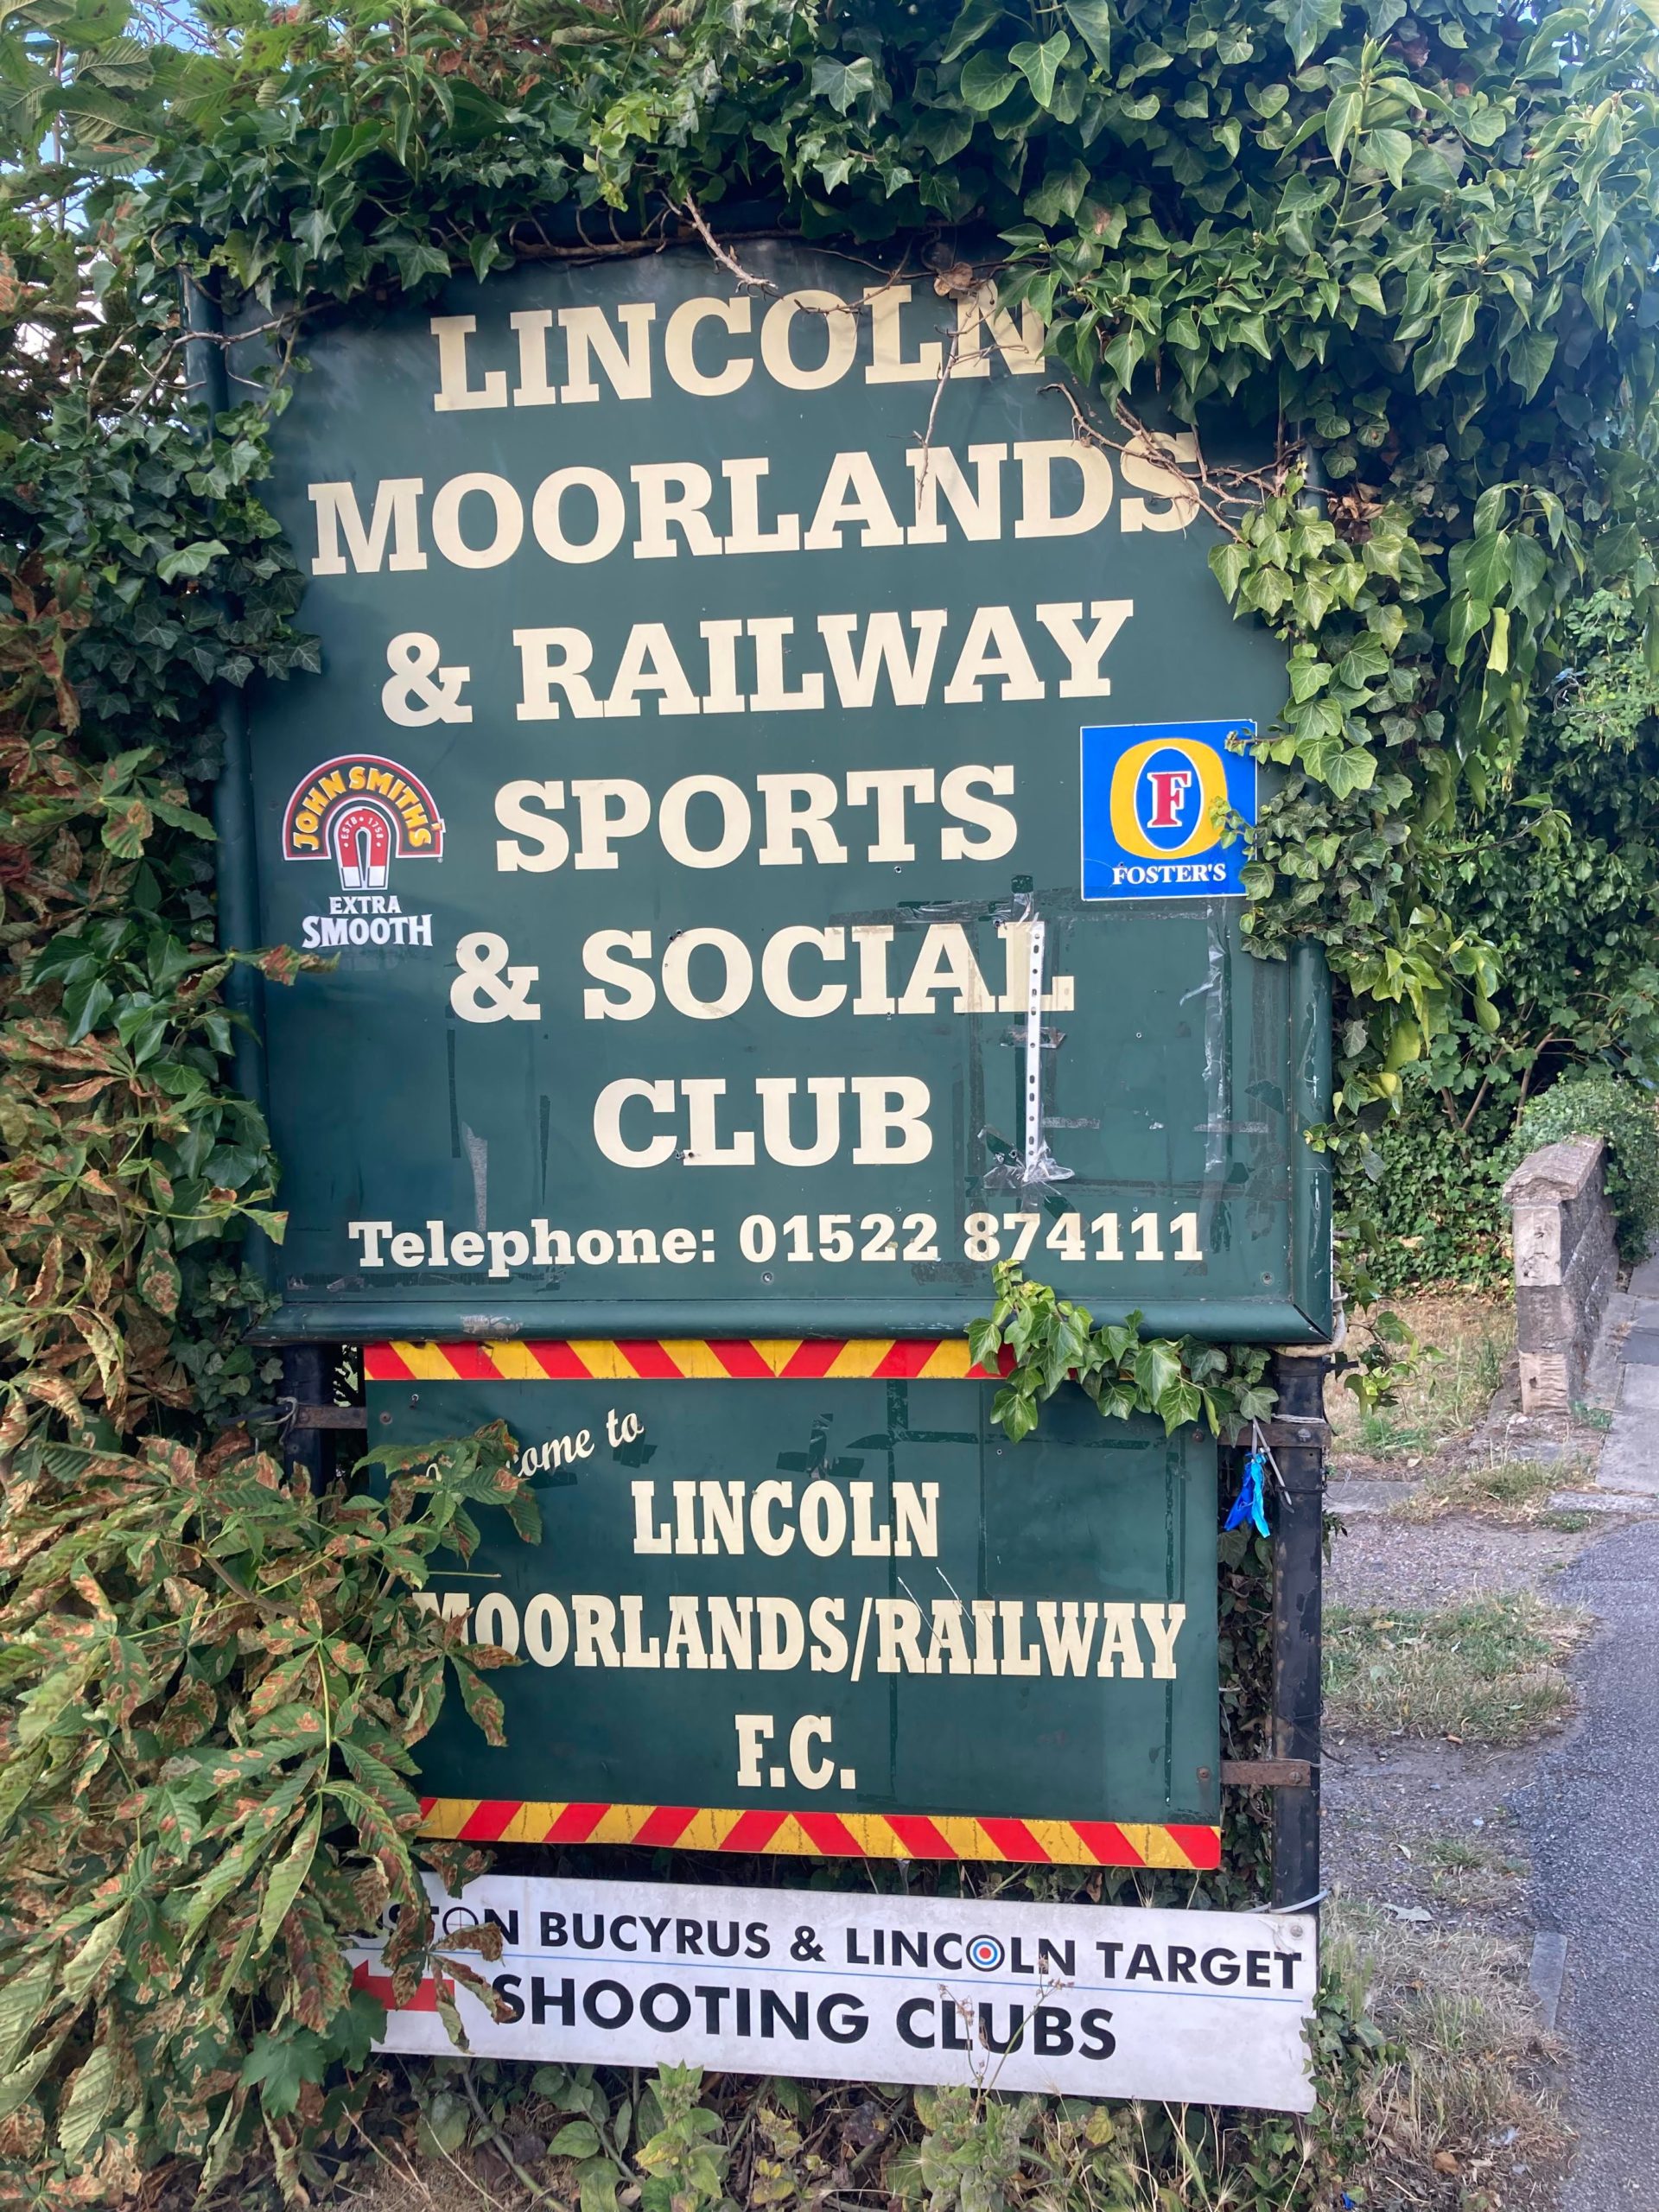 LINCOLN
MOORLANDS
& RAILWAY
SPORTS
& SOCIAL
CLUB
JOHN SMITH'S
ESTD 1758
EXTRA
SMOOTH
F
FOSTER'S
Telephone: 01522 874111
come to
LINCOLN
MOORLANDS/RAILWAY
F.C.
STON BUCYRUS & LINCOLN TARGET
SHOOTING CLUBS